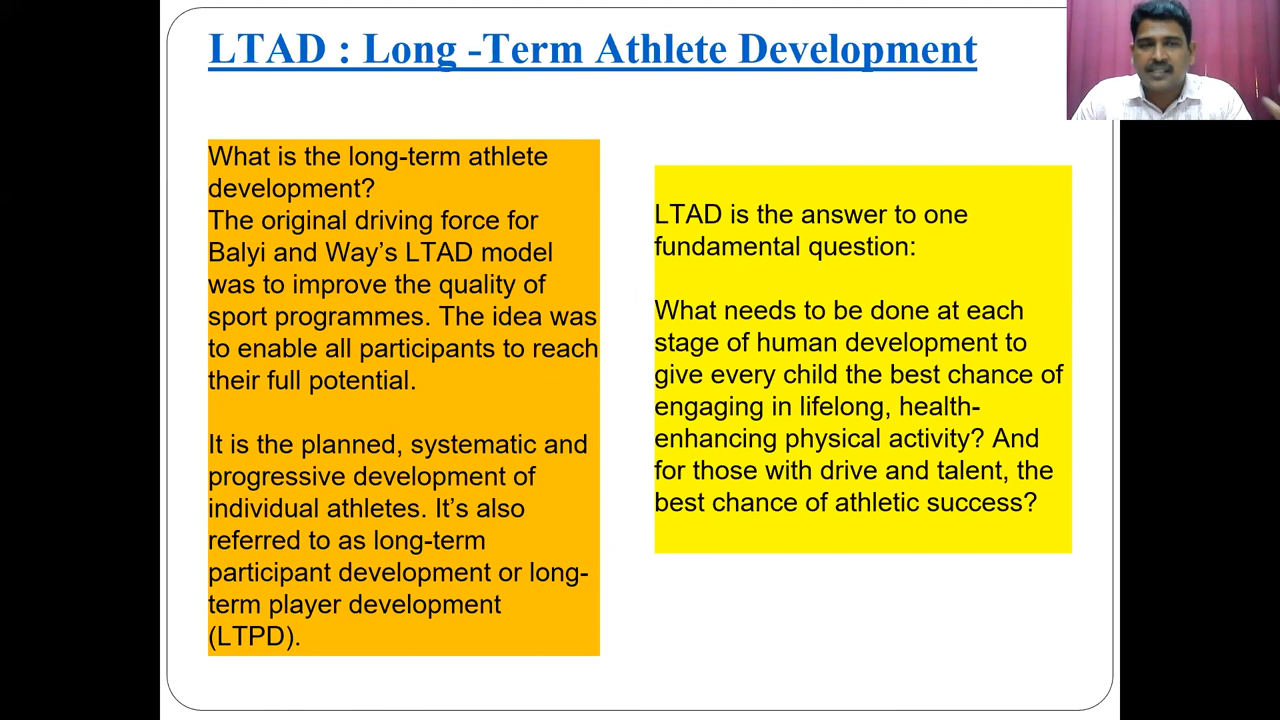 LTAD : Long -Term Athlete Development
What is the long-term athlete
development?
The original driving force for
Balyi and Way’s LTAD model
was to improve the quality of
sport programmes. The idea was
to enable all participants to reach
their full potential.
It is the planned, systematic and
progressive development of
individual athletes. It’s also
referred to as long-term
participant development or long-
term player development
(LTPD).
LTAD is the answer to one
fundamental question:
What needs to be done at each
stage of human development to
give every child the best chance of
engaging in lifelong, health-
enhancing physical activity? And
for those with drive and talent, the
best chance of athletic success?